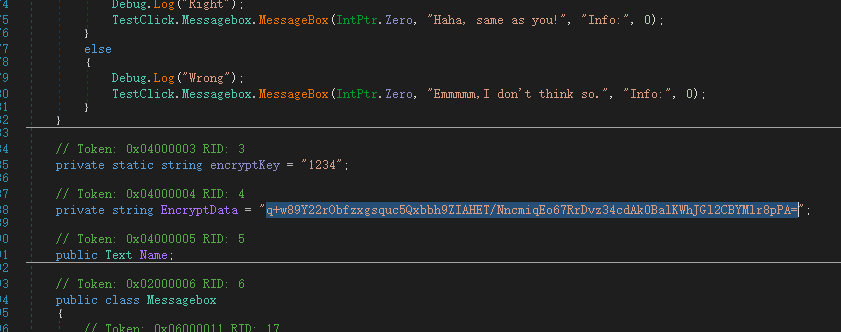 74 Debug.Log("Right");
75 TestClick.Messagebox.MessageBox(IntPtr.Zero, "Haha, same as you!", "Info:", 0);
76 }
77 else
78 {
79 Debug.Log("Wrong");
80 TestClick.Messagebox.MessageBox(IntPtr.Zero, "Emmmmm,I don't think so.", "Info:", 0);
81 }
82 }
83
84 // Token: 0x04000003 RID: 3
85 private static string encryptKey = "1234";
86
87 // Token: 0x04000004 RID: 4
88 private string EncryptData = "q+w89Y22rObfzxgsquc5Qxbbh9ZIAHET/NncmiqEo67RrDvz34cdAk0BalKWhJGl2CBYMlr8pPA=";
89
90 // Token: 0x04000005 RID: 5
91 public Text Name;
92
93 // Token: 0x02000006 RID: 6
94 public class Messagebox
95 {
96 // Token: 0x06000011 RID: 17